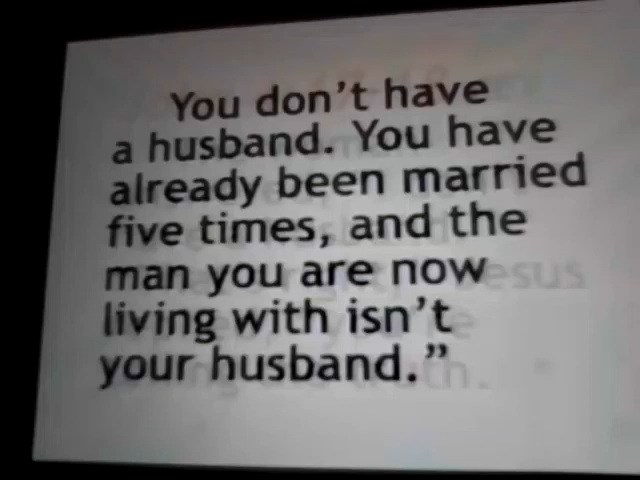 You don't have
a husband. You have
already been married
five times, and the
man you are now
living with isn't
your husband.”